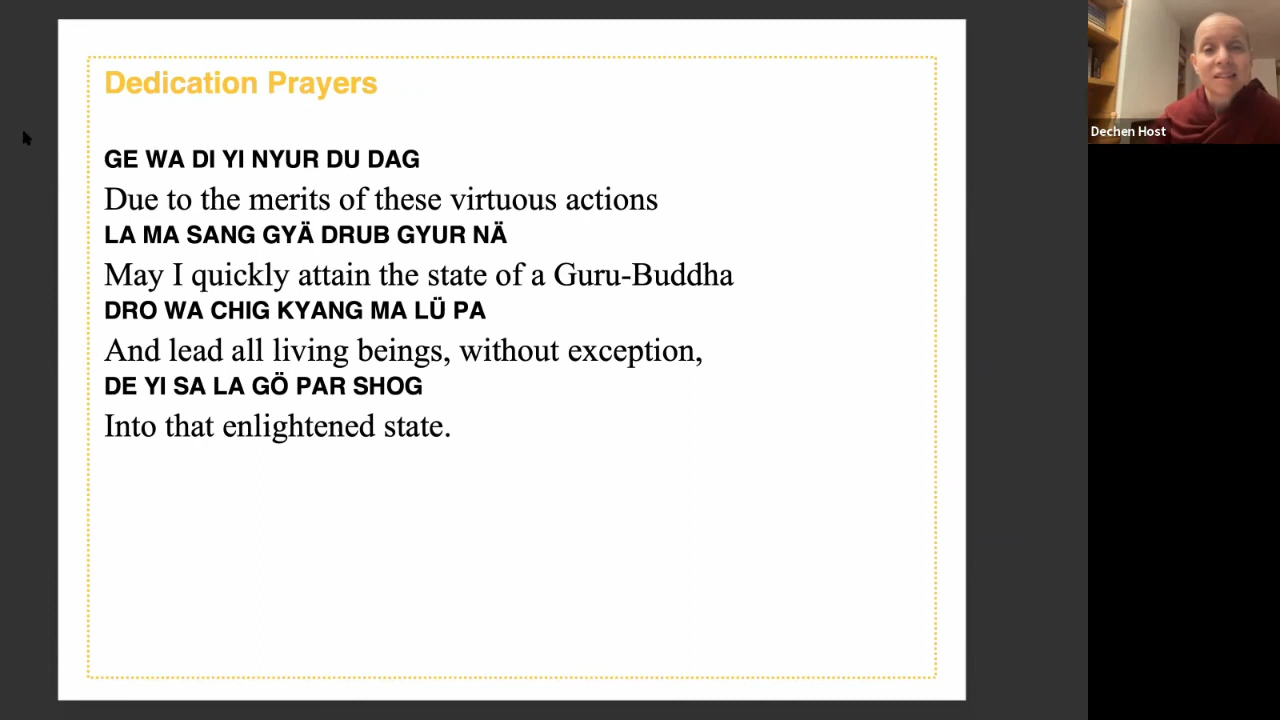 Dedication Prayers
GE WA DI YI NYUR DU DAG
Due to the merits of these virtuous actions
LA MA SANG GYÄ DRUB GYUR NÄ
May I quickly attain the state of a Guru-Buddha
DRO WA CHIG KYANG MA LÜ PA
And lead all living beings, without exception,
DE YI SA LA GÖ PAR SHOG
Into that enlightened state.
Dechen Host